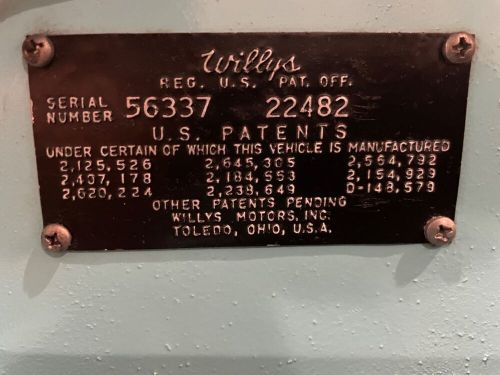 Willys
REG. U.S. PAT. OFF.
SERIAL NUMBER 56337 22482
U.S. PATENTS
UNDER CERTAIN OF WHICH THIS VEHICLE IS MANUFACTURED
2,125,526 2,645,305 2,564,792
2,407,178 2,184,553 2,154,929
2,620,224 2,238,649 D-148,579
OTHER PATENTS PENDING
WILLYS MOTORS, INC.
TOLEDO, OHIO, U.S.A.